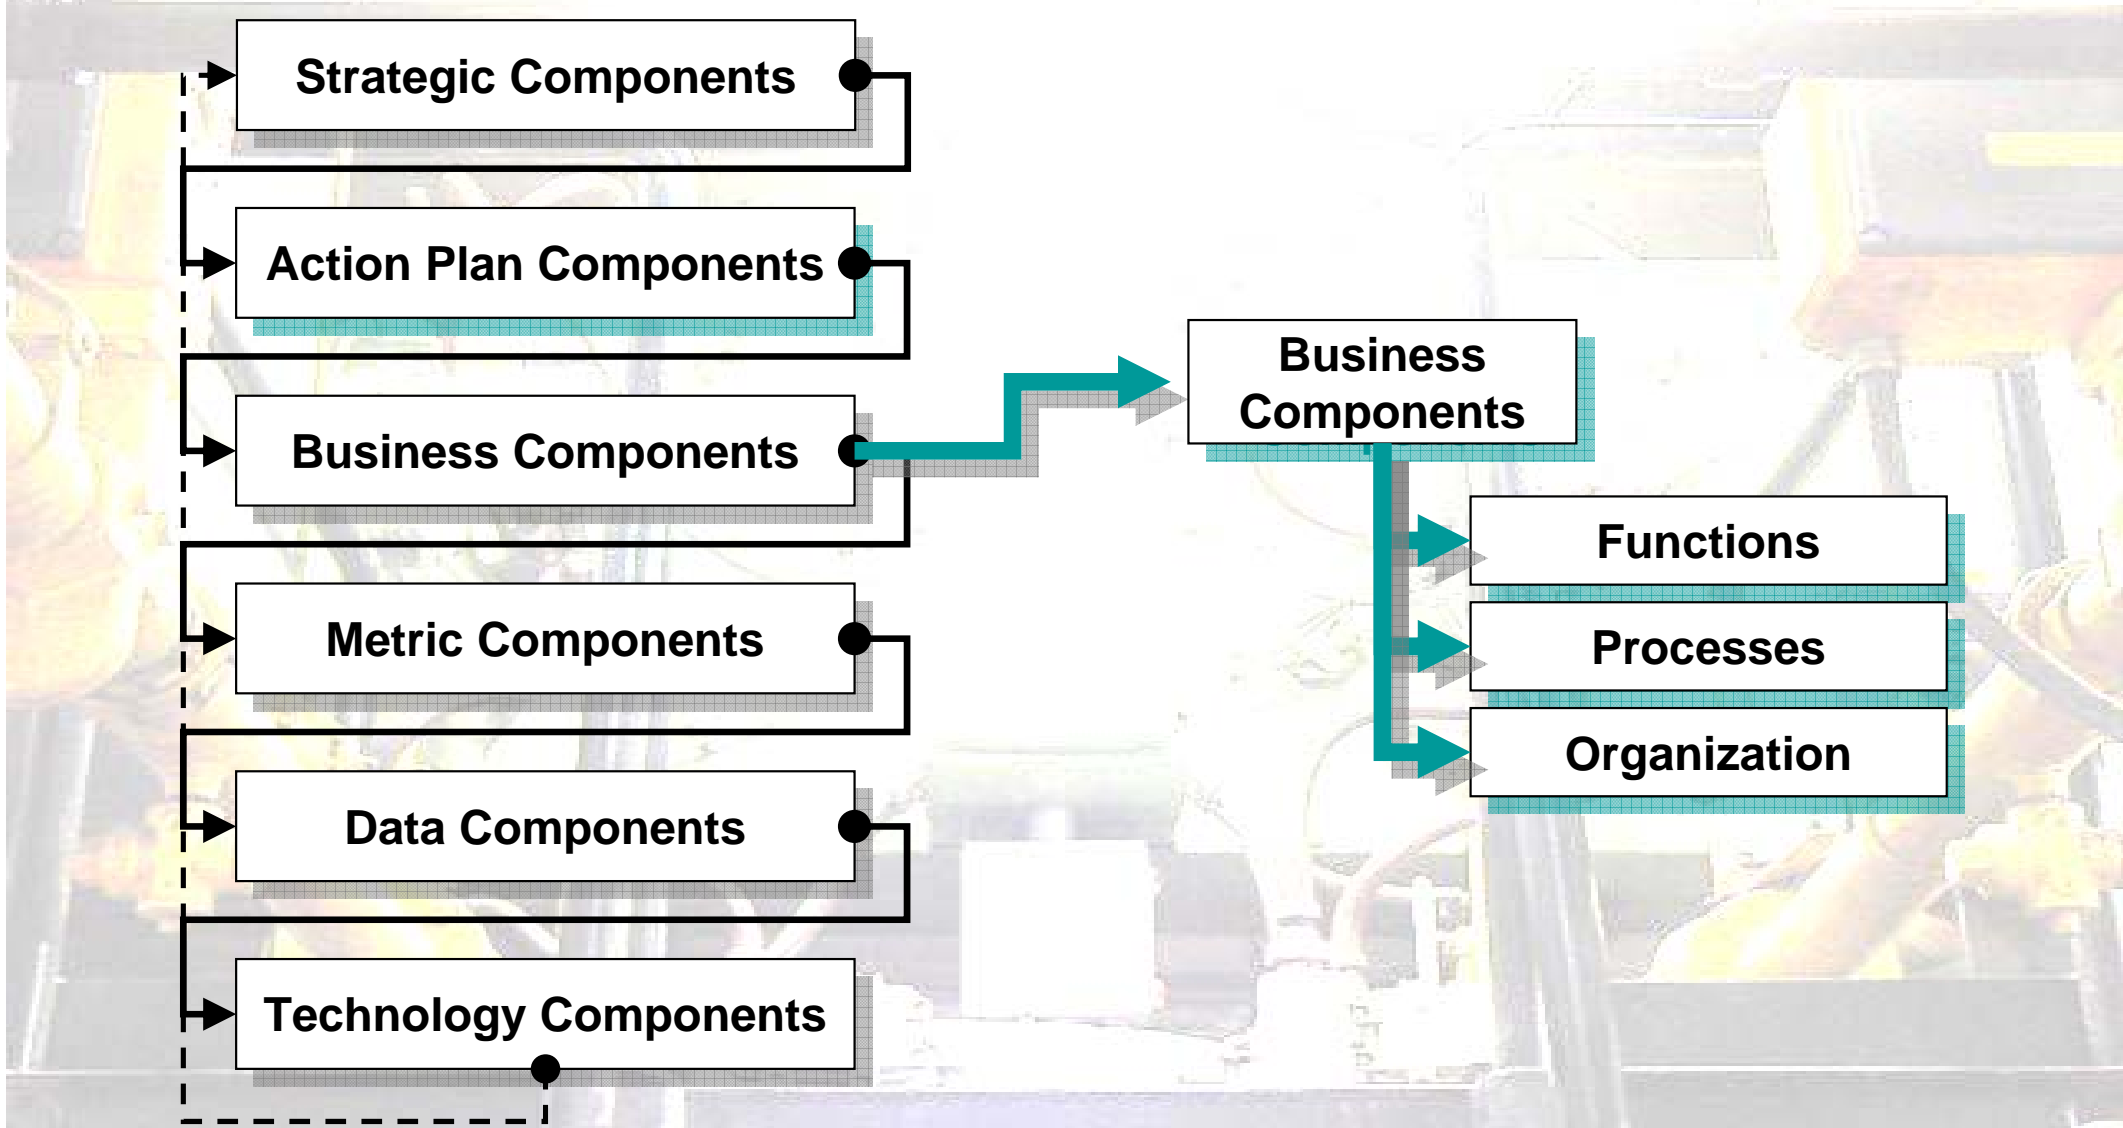 Strategic Components
Action Plan Components
Business Components
Metric Components
Data Components
Technology Components
Business
Components
Functions
Processes
Organization